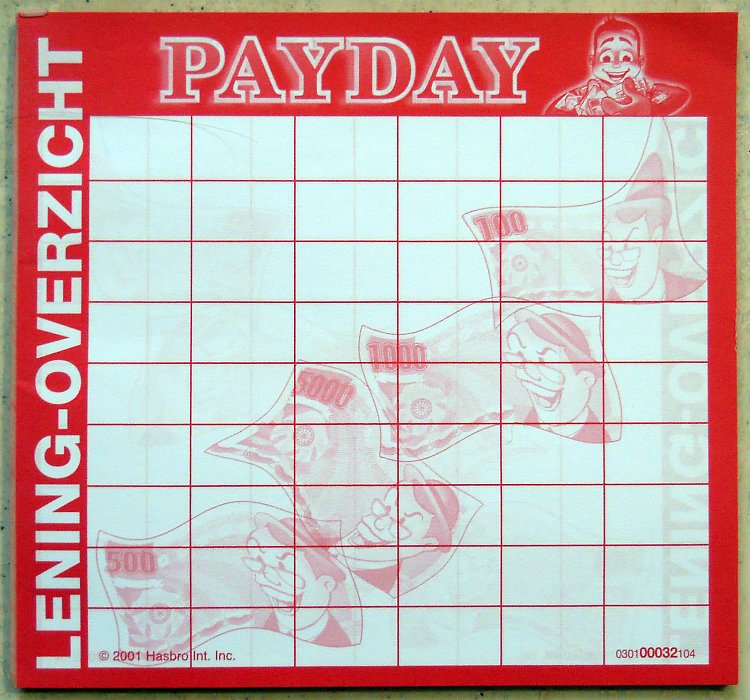 PAYDAY
LENING-OVERZICHT
100
1000
5000
500
© 2001 Hasbro Int. Inc.
030100032104